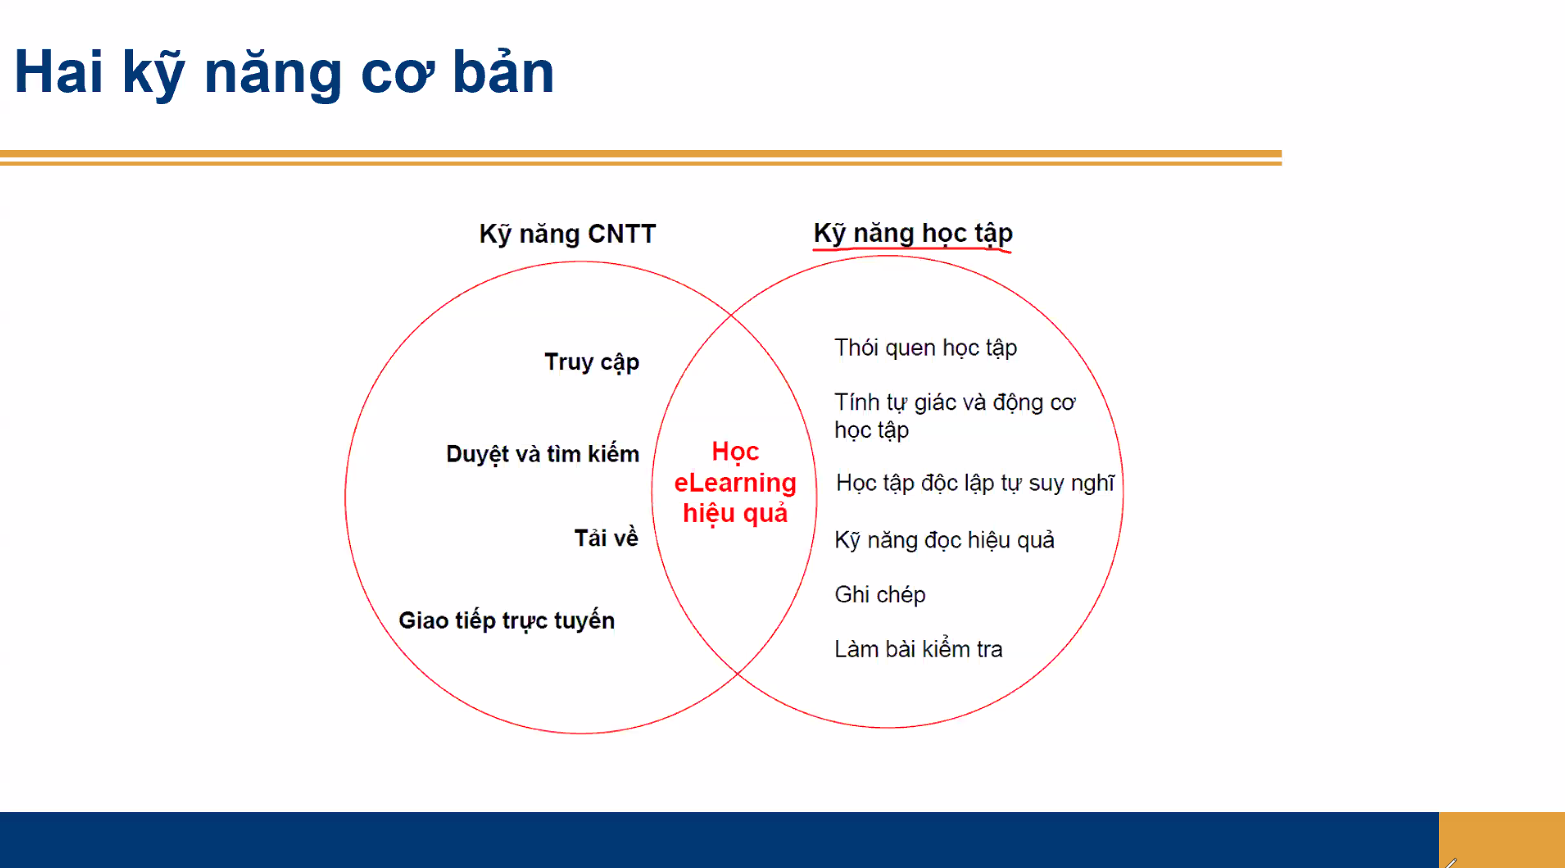 Hai kỹ năng cơ bản
Kỹ năng CNTT
Kỹ năng học tập
Truy cập
Duyệt và tìm kiếm
Tải về
Giao tiếp trực tuyến
Học
eLearning
hiệu quả
Thói quen học tập
Tính tự giác và động cơ
học tập
Học tập độc lập tự suy nghĩ
Kỹ năng đọc hiệu quả
Ghi chép
Làm bài kiểm tra